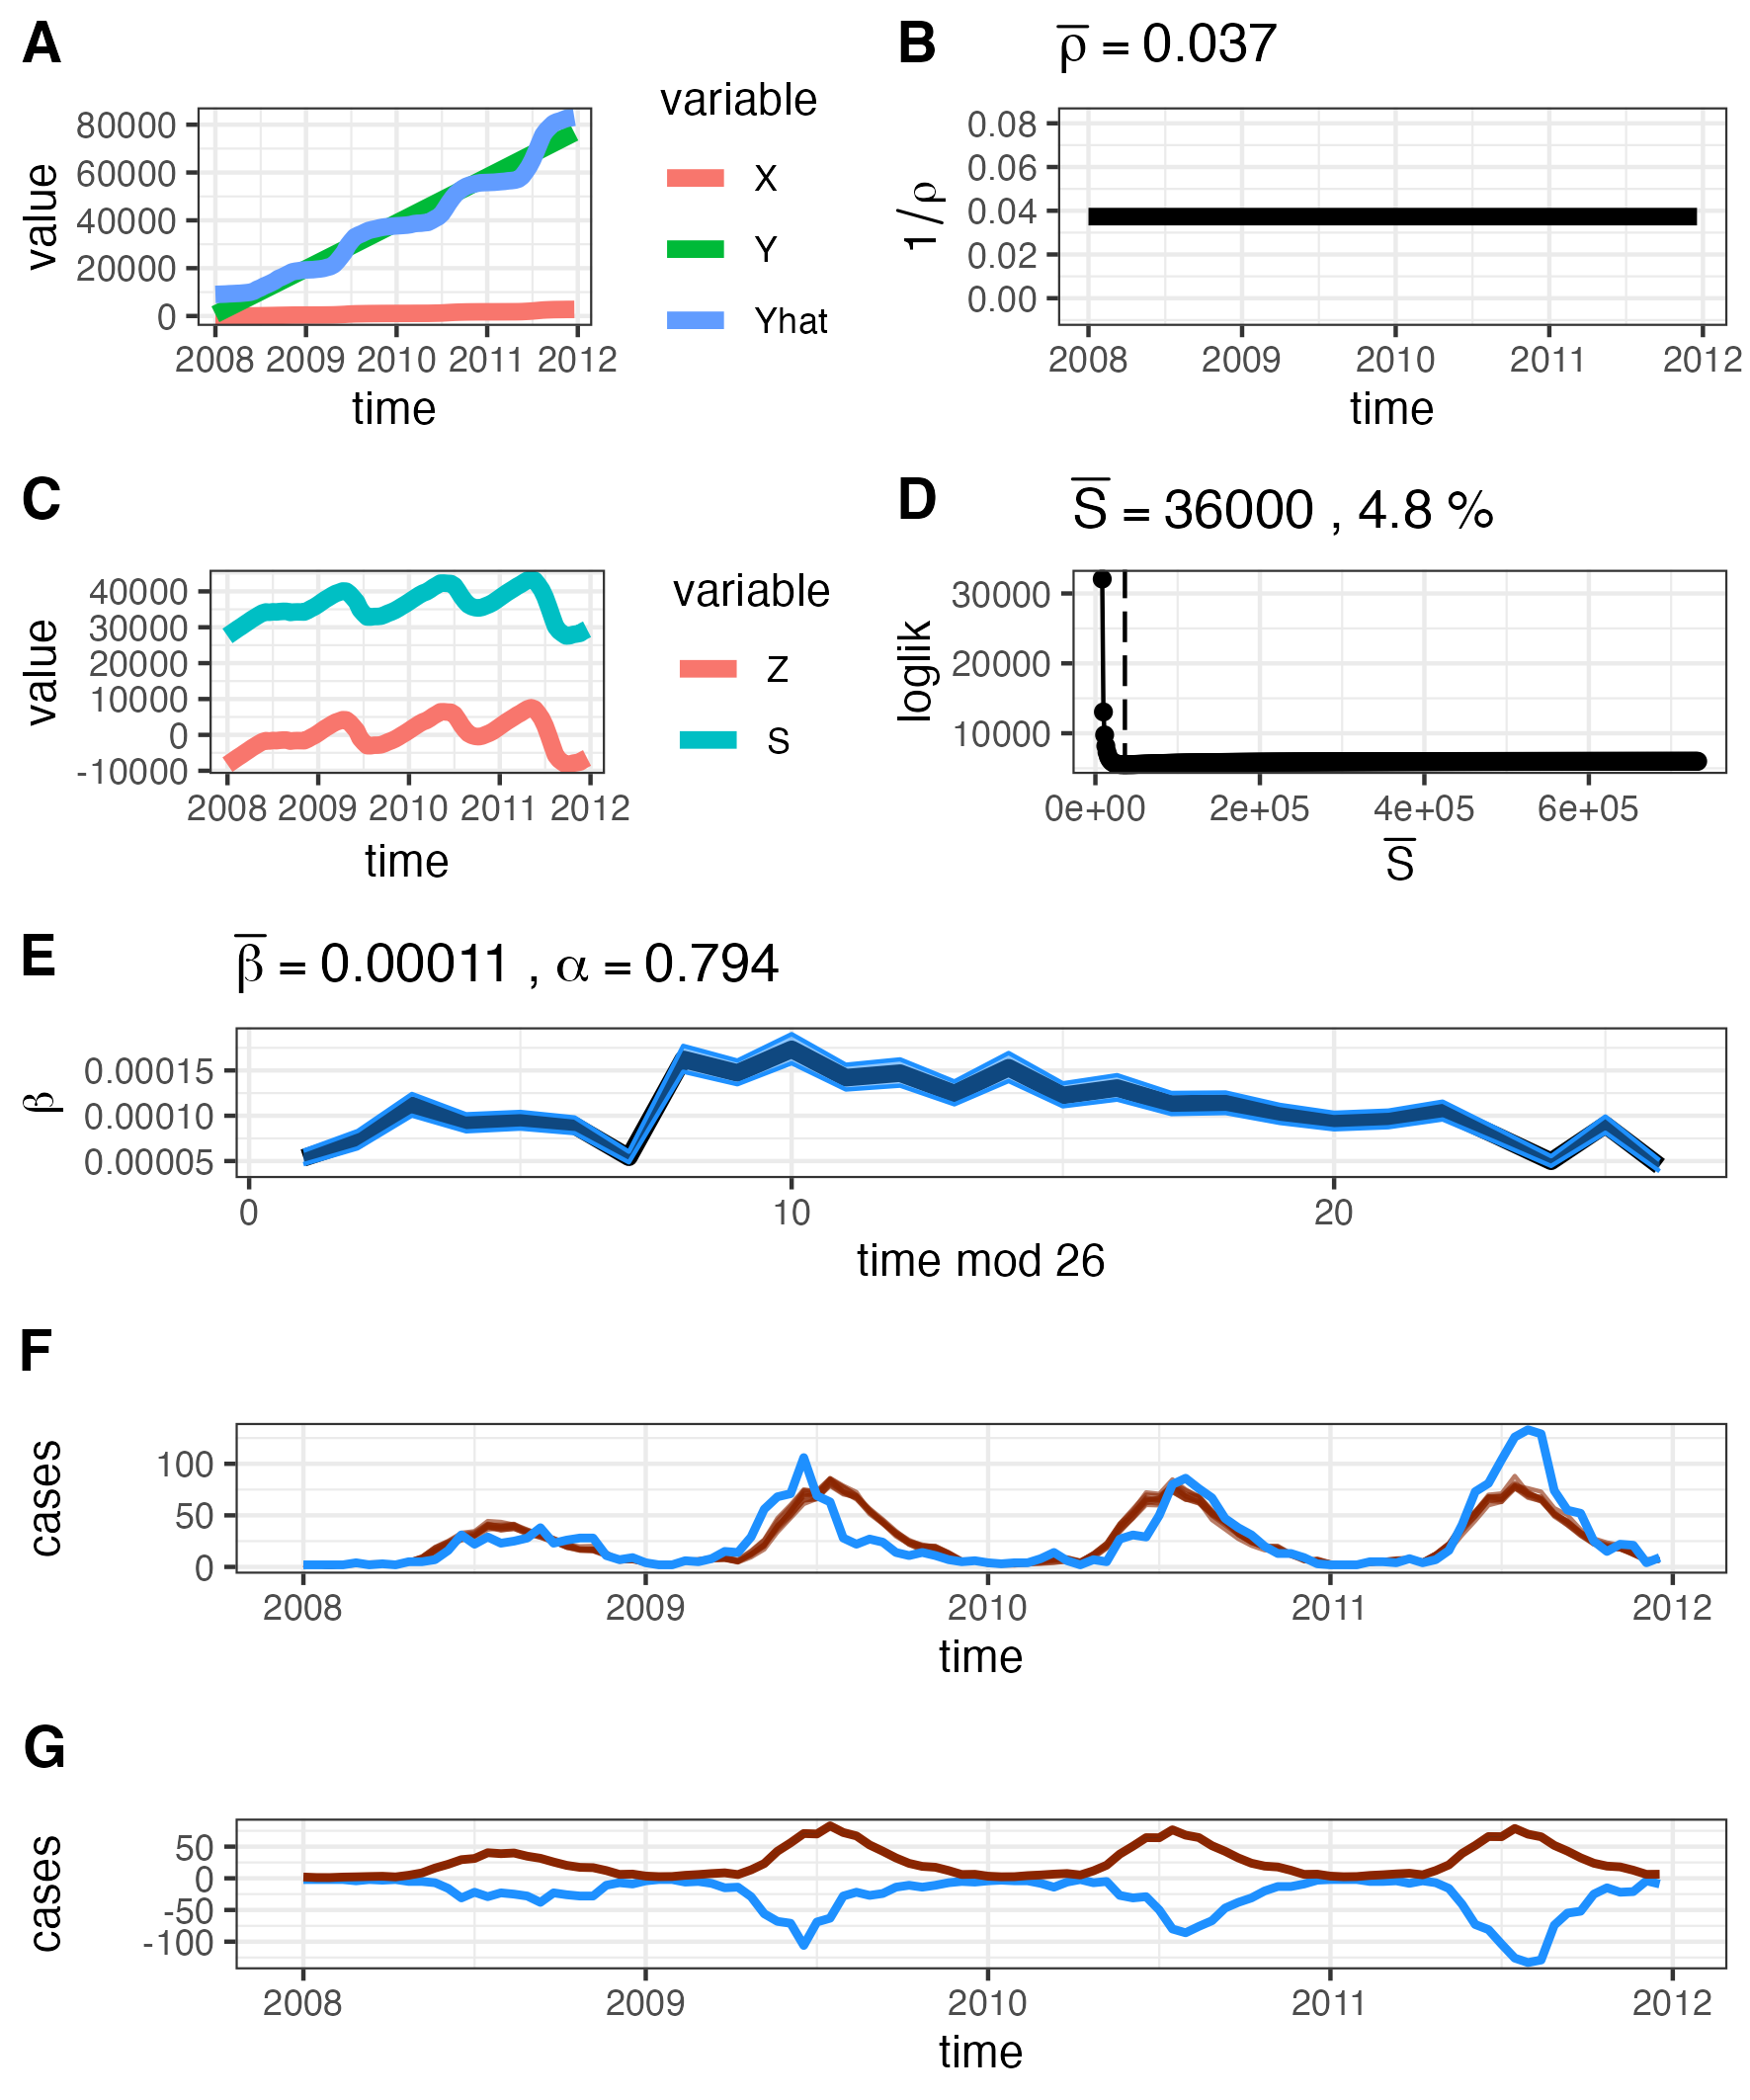 A
variable
X
Y
Yhat
value
80000
60000
40000
20000
0
2008 2009 2010 2011 2012
time
B
ρ̅ = 0.037
1/ρ
0.08
0.06
0.04
0.02
0.00
2008 2009 2010 2011 2012
time
C
variable
Z
S
value
40000
30000
20000
10000
0
-10000
2008 2009 2010 2011 2012
time
D
S̅ = 36000 , 4.8 %
loglik
30000
20000
10000
0e+00 2e+05 4e+05 6e+05
S̅
E
β̅ = 0.00011 , α = 0.794
β
0.00015
0.00010
0.00005
0 10 20
time mod 26
F
cases
100
50
0
2008 2009 2010 2011 2012
time
G
cases
50
0
-50
-100
2008 2009 2010 2011 2012
time